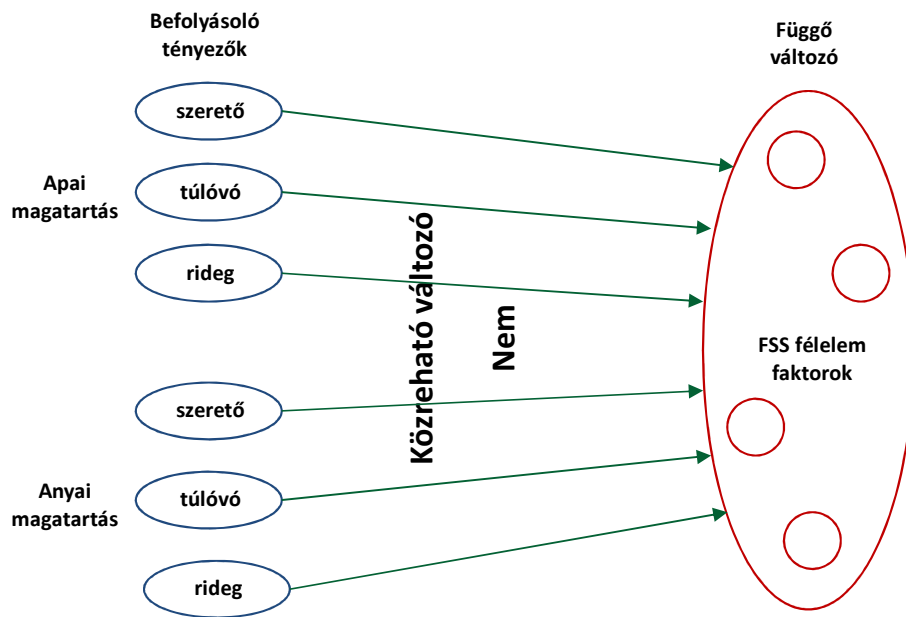 Befolyásoló
tényezők
Függő
változó
szerető
Apai
magatartás
túlóvó
rideg
Közreható változó
Nem
FSS félelem
faktorok
szerető
Anyai
magatartás
túlóvó
rideg